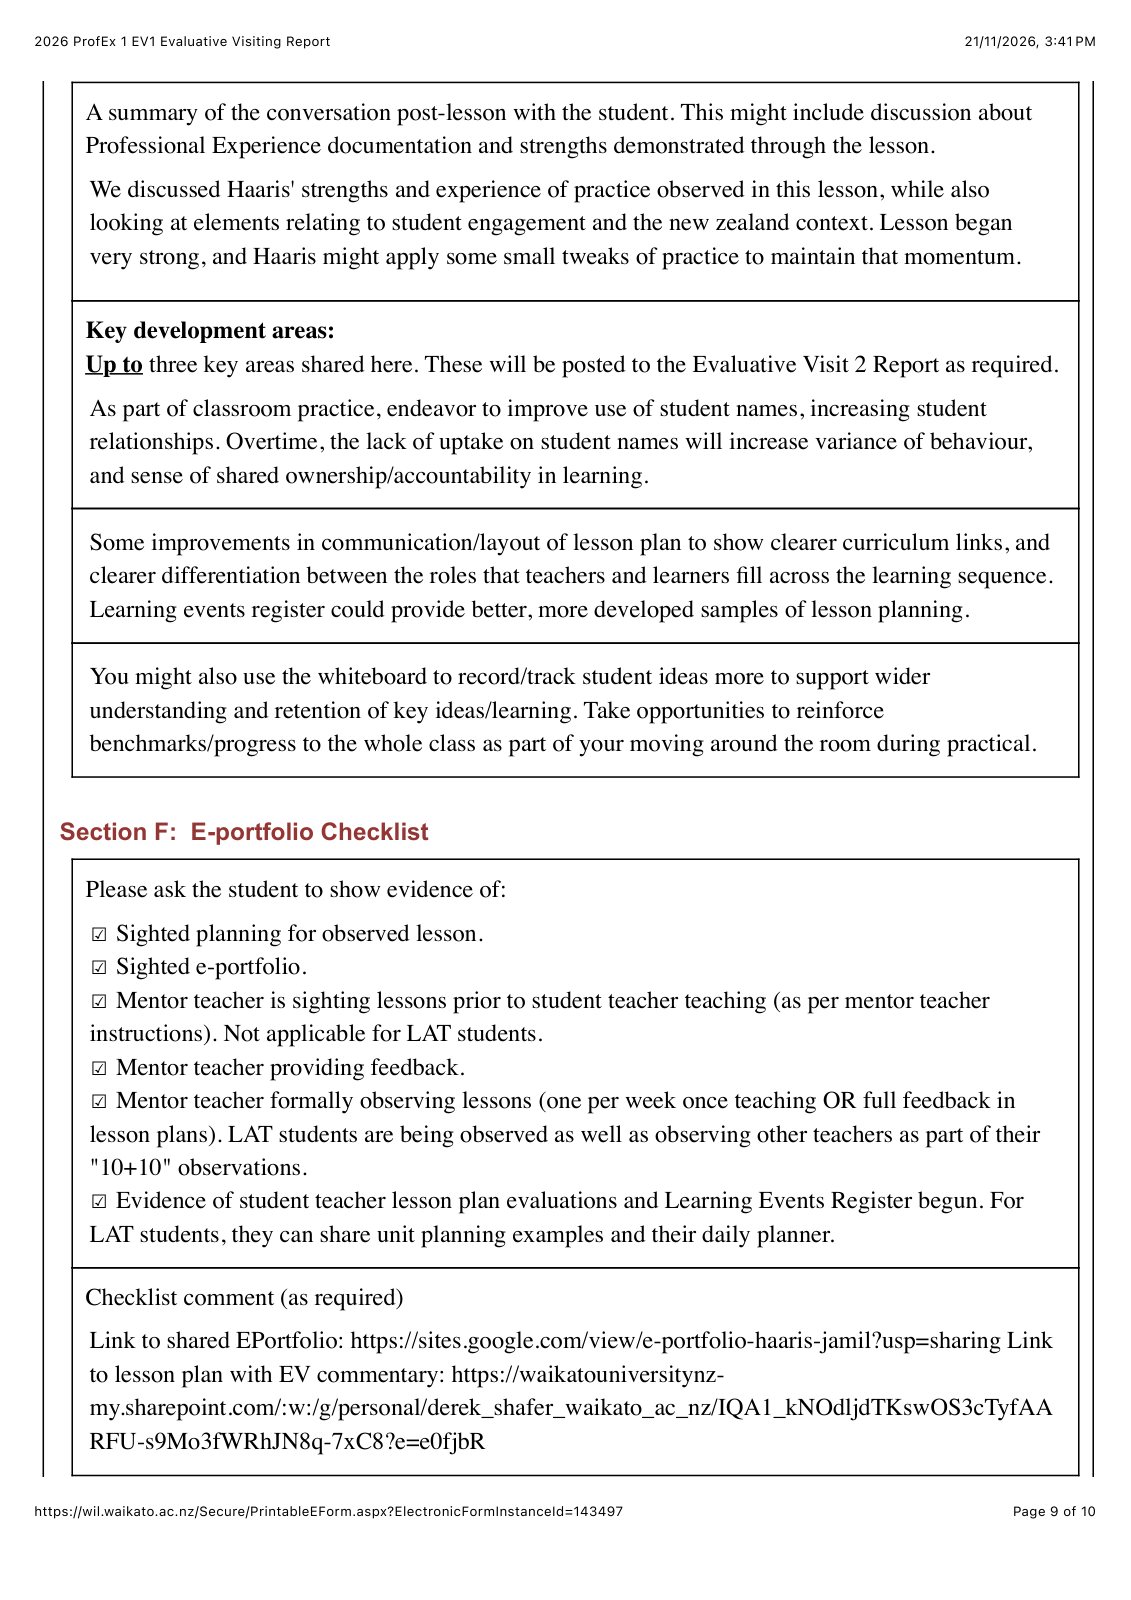 2026 ProfEx 1 EV1 Evaluative Visiting Report
21/11/2026, 3:41 PM
A summary of the conversation post-lesson with the student. This might include discussion about
Professional Experience documentation and strengths demonstrated through the lesson.
We discussed Haaris' strengths and experience of practice observed in this lesson, while also
looking at elements relating to student engagement and the new zealand context. Lesson began
very strong, and Haaris might apply some small tweaks of practice to maintain that momentum.
Key development areas:
Up to three key areas shared here. These will be posted to the Evaluative Visit 2 Report as required.
As part of classroom practice, endeavor to improve use of student names, increasing student
relationships. Overtime, the lack of uptake on student names will increase variance of behaviour,
and sense of shared ownership/accountability in learning.
Some improvements in communication/layout of lesson plan to show clearer curriculum links, and
clearer differentiation between the roles that teachers and learners fill across the learning sequence.
Learning events register could provide better, more developed samples of lesson planning.
You might also use the whiteboard to record/track student ideas more to support wider
understanding and retention of key ideas/learning. Take opportunities to reinforce
benchmarks/progress to the whole class as part of your moving around the room during practical.
Section F:  E-portfolio Checklist
Please ask the student to show evidence of:
☑ Sighted planning for observed lesson.
☑ Sighted e-portfolio.
☑ Mentor teacher is sighting lessons prior to student teacher teaching (as per mentor teacher
instructions). Not applicable for LAT students.
☑ Mentor teacher providing feedback.
☑ Mentor teacher formally observing lessons (one per week once teaching OR full feedback in
lesson plans). LAT students are being observed as well as observing other teachers as part of their
"10+10" observations.
☑ Evidence of student teacher lesson plan evaluations and Learning Events Register begun. For
LAT students, they can share unit planning examples and their daily planner.
Checklist comment (as required)
Link to shared EPortfolio: https://sites.google.com/view/e-portfolio-haaris-jamil?usp=sharing Link
to lesson plan with EV commentary: https://waikatouniversitynz-
my.sharepoint.com/:w:/g/personal/derek_shafer_waikato_ac_nz/IQA1_kNOdljdTKswOS3cTyfAA
RFU-s9Mo3fWRhJN8q-7xC8?e=e0fjbR
https://wil.waikato.ac.nz/Secure/PrintableEForm.aspx?ElectronicFormInstanceId=143497
Page 9 of 10